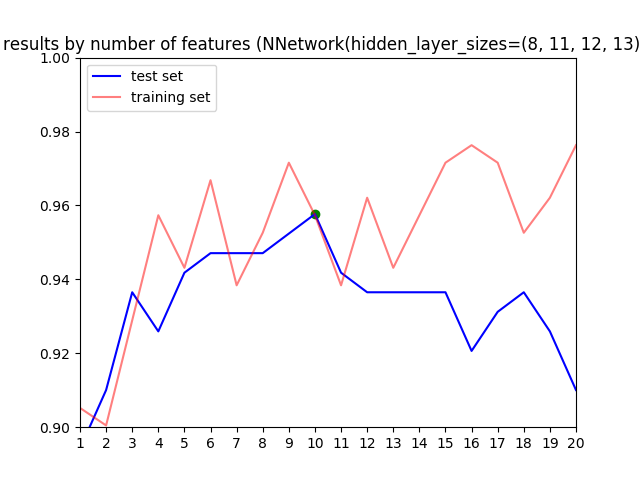 results by number of features (NNetwork(hidden_layer_sizes=(8, 11, 12, 13)
1.00
test set
training set
0.98
0.96
0.94
0.92
0.90
1 2 3 4 5 6 7 8 9 10 11 12 13 14 15 16 17 18 19 20